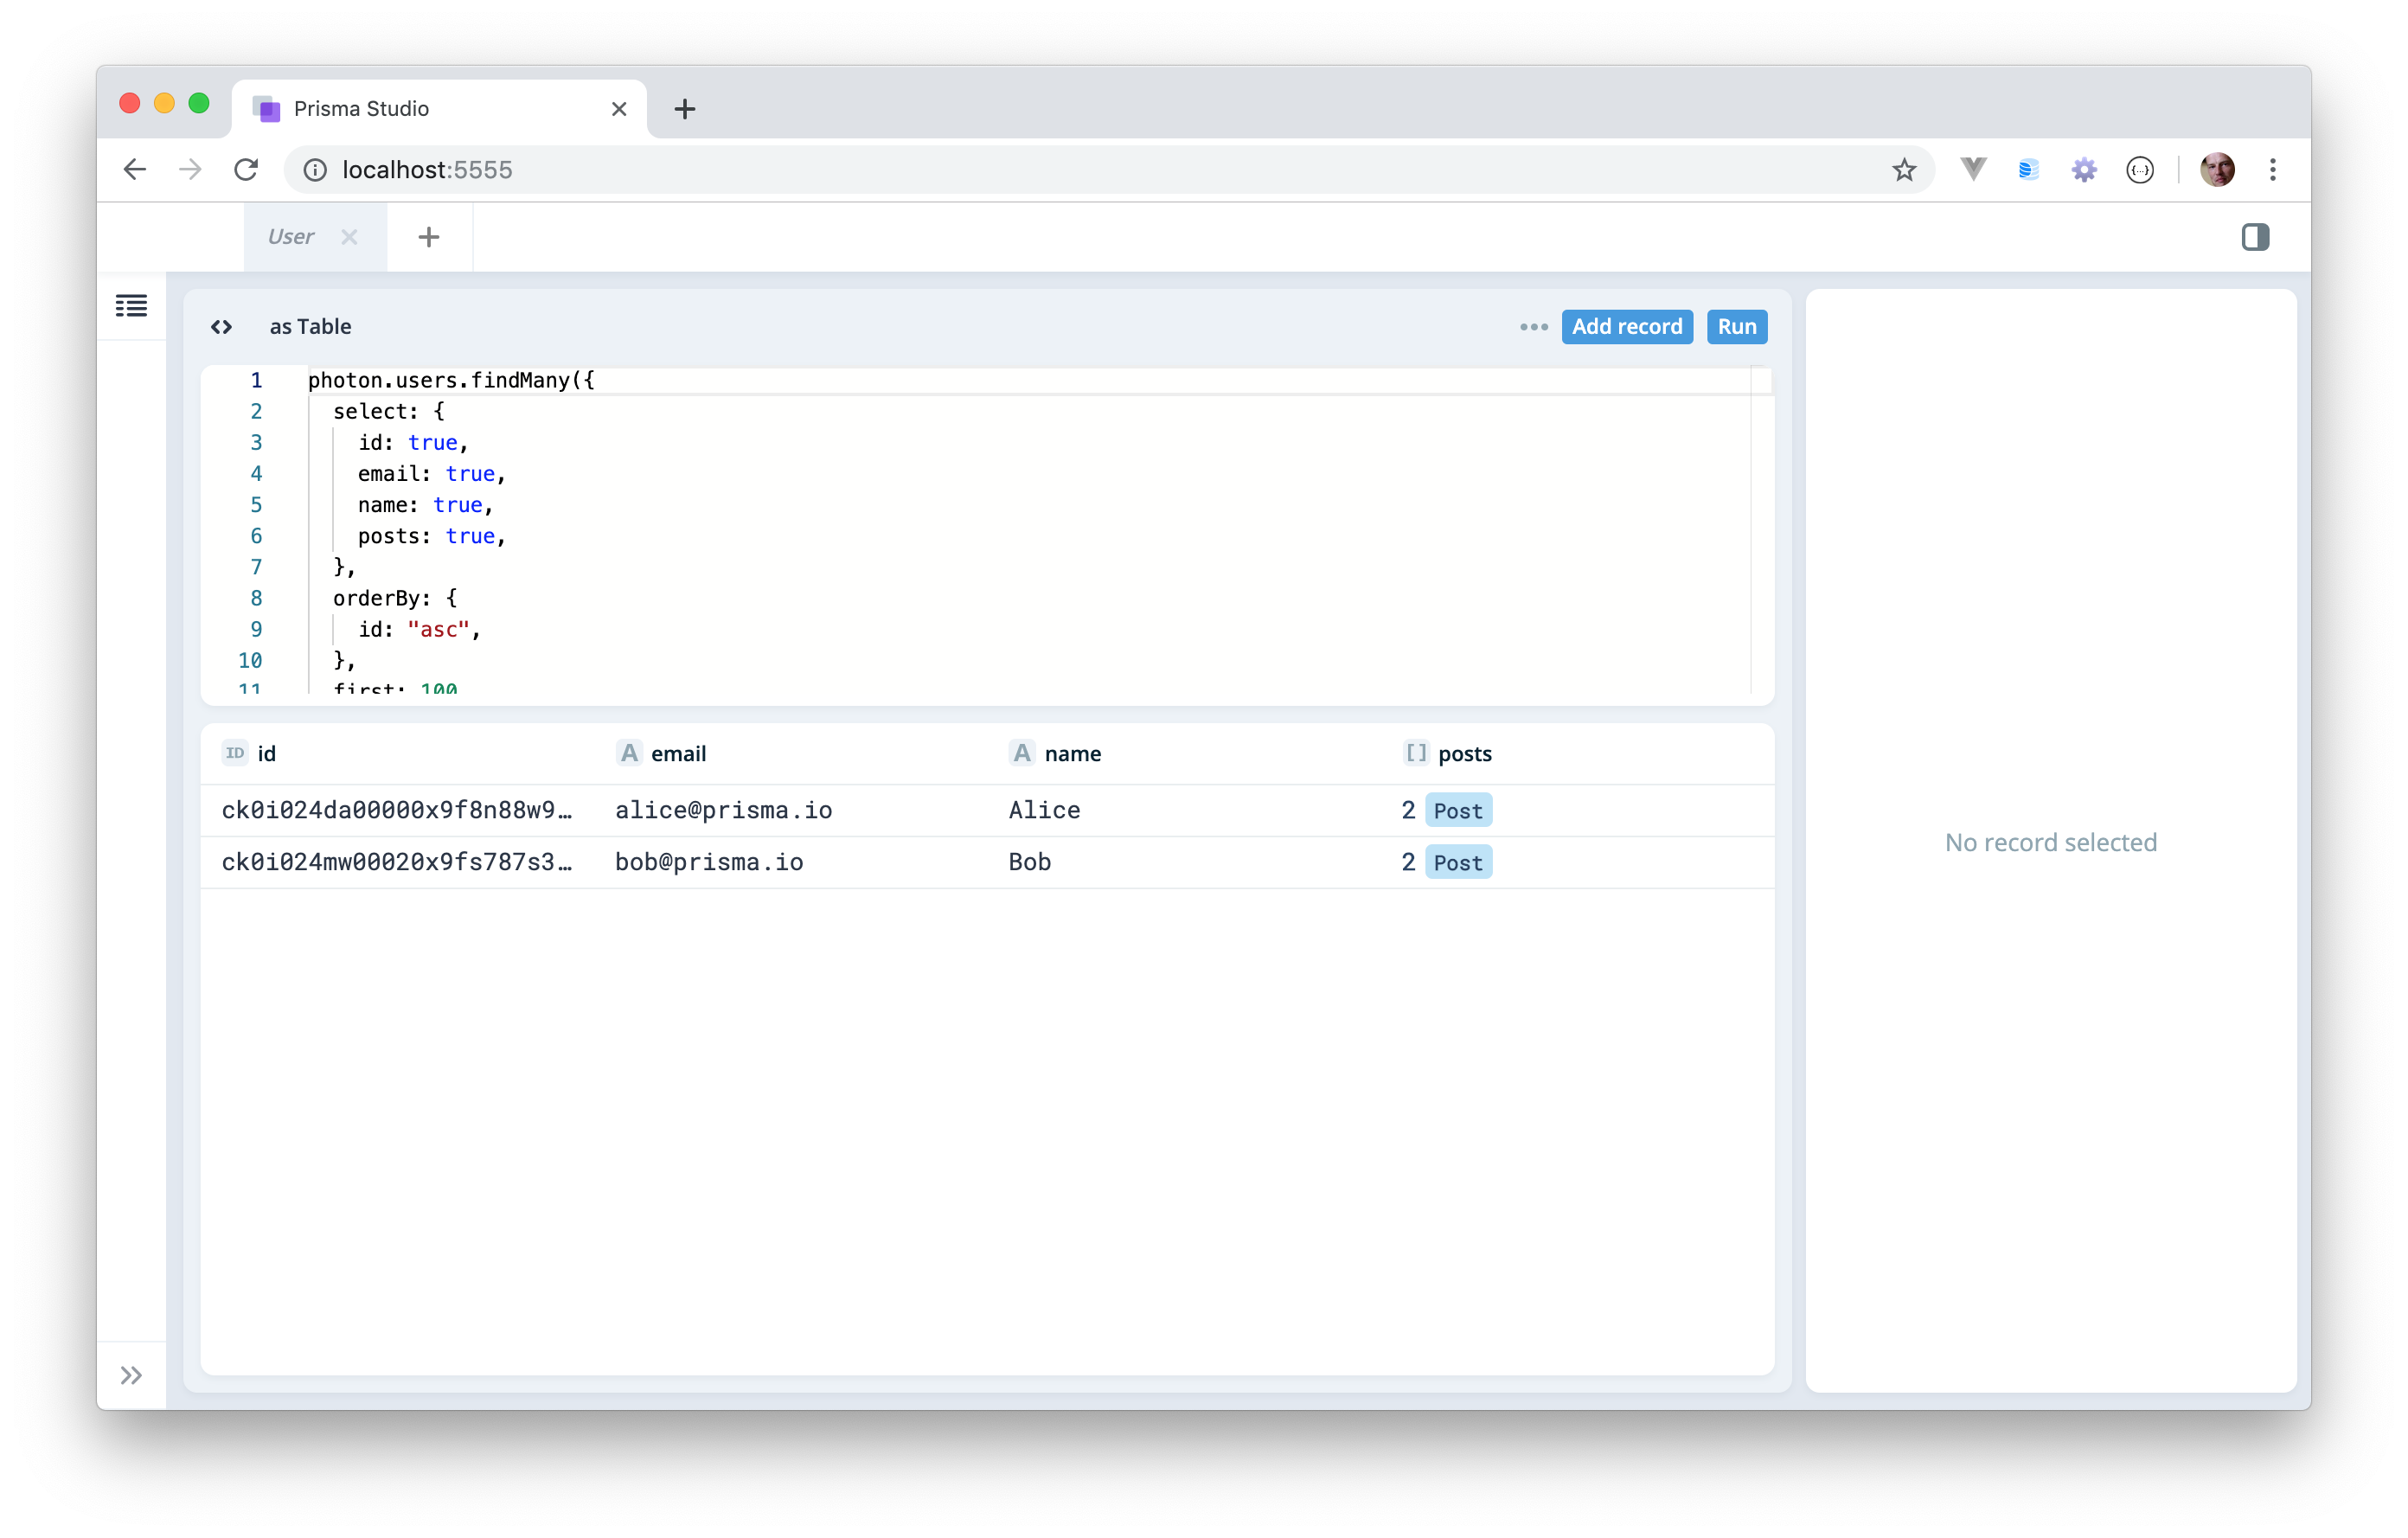 Prisma Studio
localhost:5555
User
as Table
Add record
Run
1 photon.users.findMany({
2 select: {
3 id: true,
4 email: true,
5 name: true,
6 posts: true,
7 },
8 orderBy: {
9 id: "asc",
10 },
11 first: 100
ID id
A email
A name
[] posts
ck0i024da00000x9f8n88w9… alice@prisma.io Alice 2 Post
ck0i024mw00020x9fs787s3… bob@prisma.io Bob 2 Post
No record selected